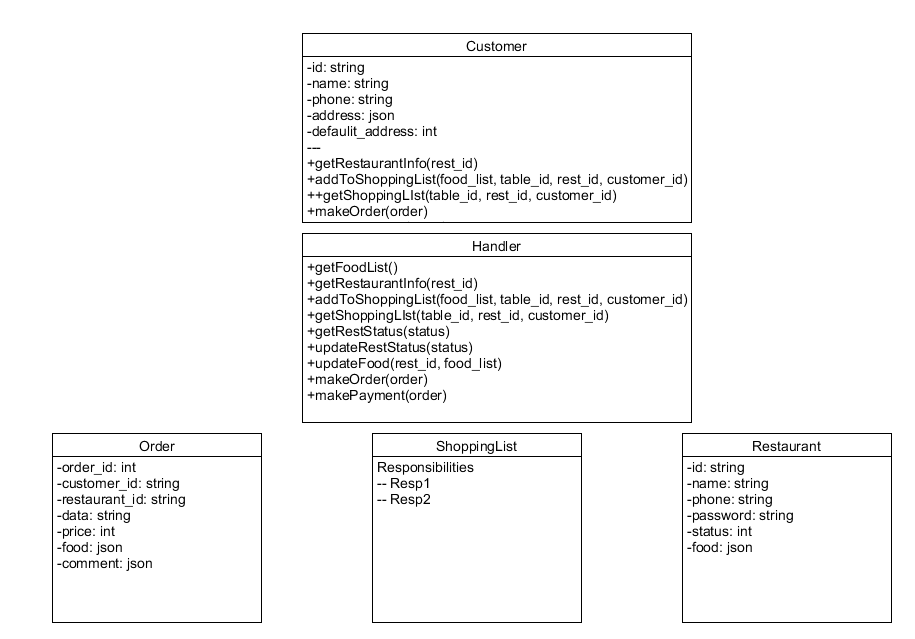 Customer
-id: string
-name: string
-phone: string
-address: json
-defaulit_address: int
---
+getRestaurantInfo(rest_id)
+addToShoppingList(food_list, table_id, rest_id, customer_id)
++getShoppingLIst(table_id, rest_id, customer_id)
+makeOrder(order)
Handler
+getFoodList()
+getRestaurantInfo(rest_id)
+addToShoppingList(food_list, table_id, rest_id, customer_id)
+getShoppingLIst(table_id, rest_id, customer_id)
+getRestStatus(status)
+updateRestStatus(status)
+updateFood(rest_id, food_list)
+makeOrder(order)
+makePayment(order)
Order
-order_id: int
-customer_id: string
-restaurant_id: string
-data: string
-price: int
-food: json
-comment: json
ShoppingList
Responsibilities
-- Resp1
-- Resp2
Restaurant
-id: string
-name: string
-phone: string
-password: string
-status: int
-food: json